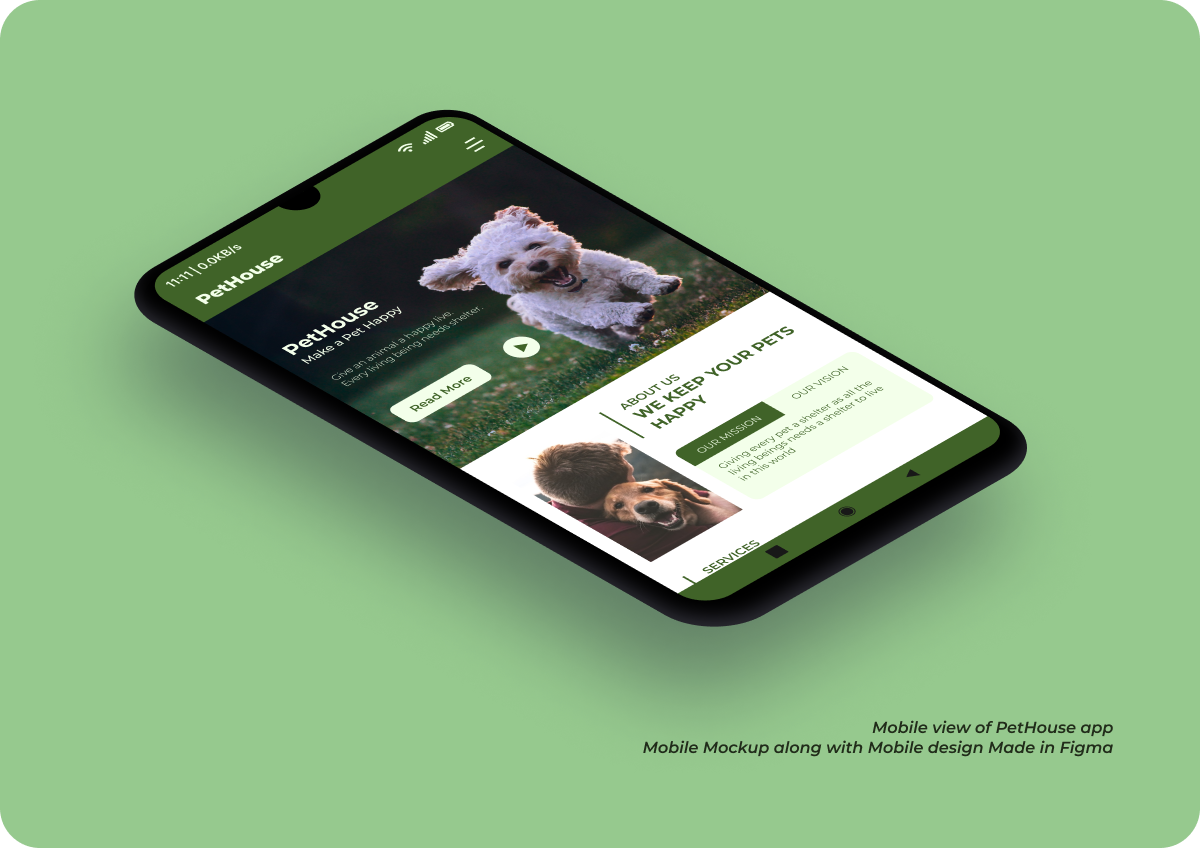 11:11 | 0.0KB/s
PetHouse
PetHouse
Make a Pet Happy
Give an animal a happy live.
Every living being needs shelter.
Read More
ABOUT US
WE KEEP YOUR PETS
HAPPY
OUR MISSION
OUR VISION
Giving every pet a shelter as all the
living beings needs a shelter to live
in this world
SERVICES
Mobile view of PetHouse app
Mobile Mockup along with Mobile design Made in Figma